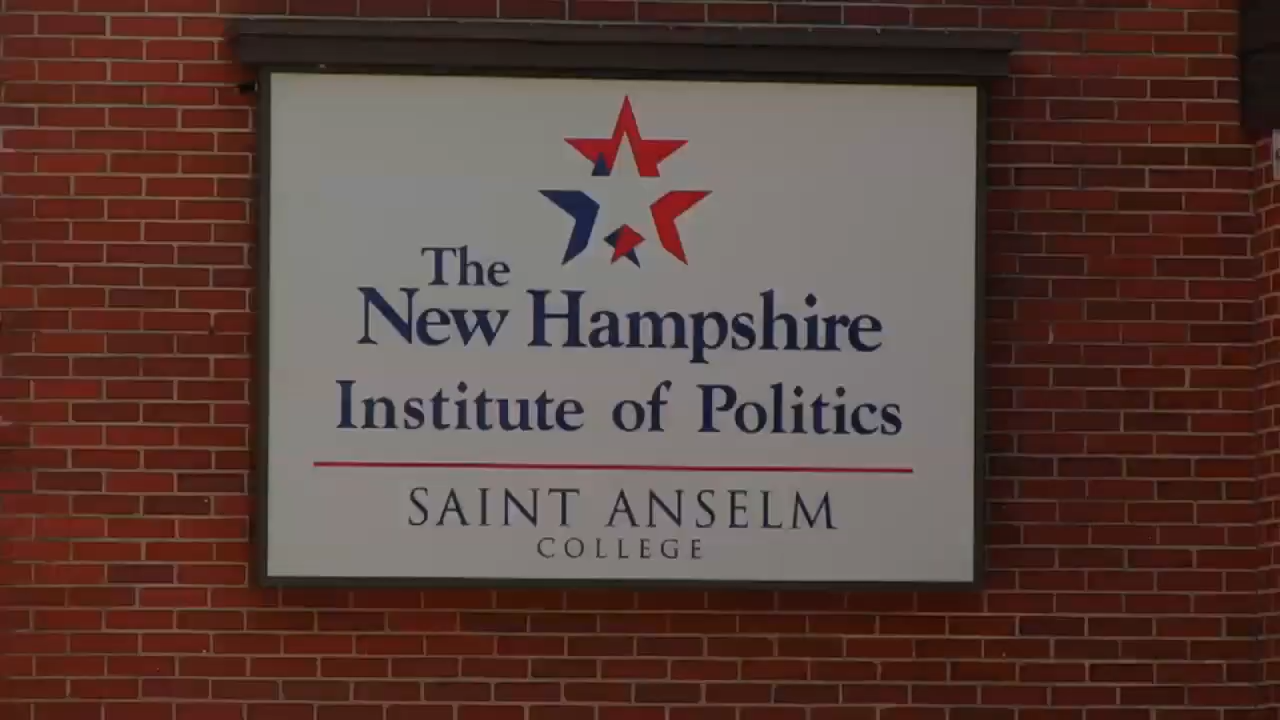 The
New Hampshire
Institute of Politics
SAINT ANSELM
COLLEGE